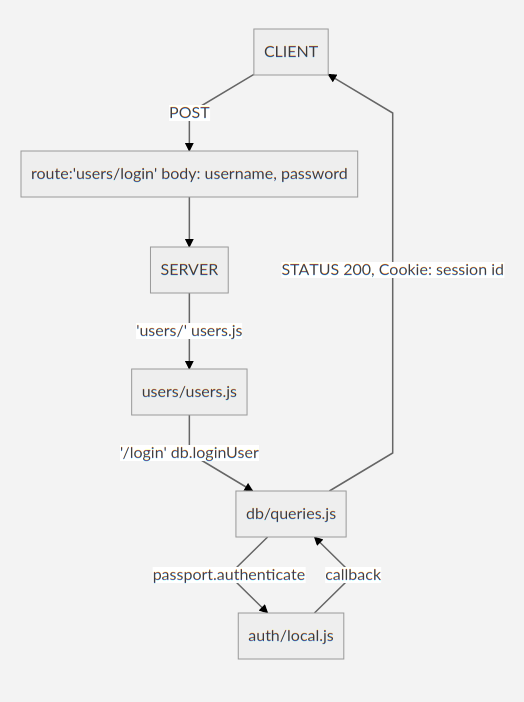 CLIENT
POST
route:'users/login' body: username, password
SERVER
STATUS 200, Cookie: session id
'users/' users.js
users/users.js
'/login' db.loginUser
db/queries.js
passport.authenticate
callback
auth/local.js